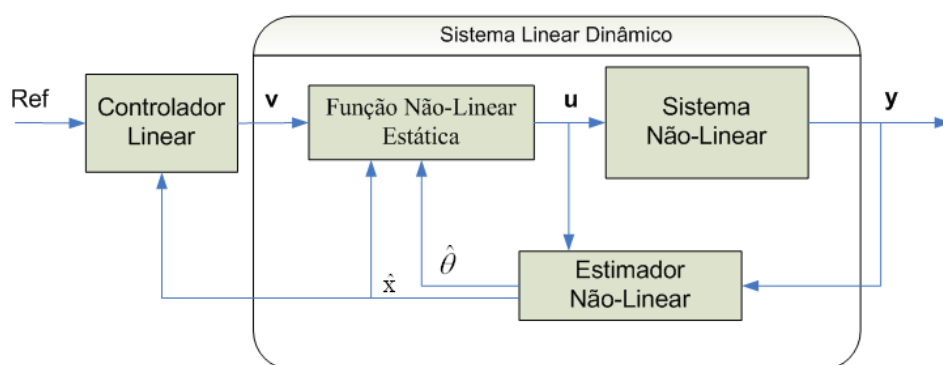 Sistema Linear Dinâmico
Ref
Controlador
Linear
v
Função Não-Linear
Estática
u
Sistema
Não-Linear
y
θ̂
x̂
Estimador
Não-Linear